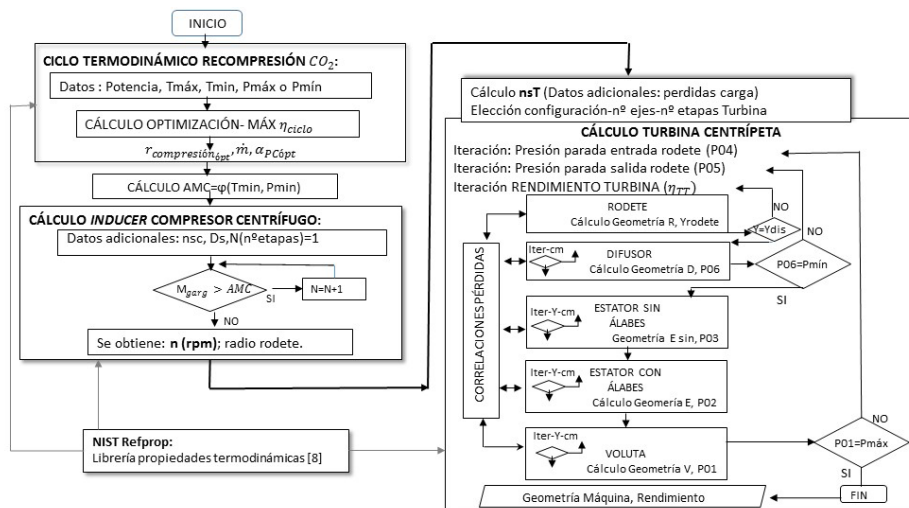 INICIO
CICLO TERMODINÁMICO RECOMPRESIÓN CO₂:
Datos : Potencia, Tmáx, Tmin, Pmáx o Pmín
CÁLCULO OPTIMIZACIÓN- MÁX η_ciclo
r_compresiónópt, ṁ, α_PCópt
CÁLCULO AMC=φ(Tmin, Pmin)
CÁLCULO INDUCER COMPRESOR CENTRÍFUGO:
Datos adicionales: nsc, Ds,N(nºetapas)=1
M_garg > AMC
SI
N=N+1
NO
Se obtiene: n (rpm); radio rodete.
NIST Refprop:
Librería propiedades termodinámicas [8]
Cálculo nsT (Datos adicionales: perdidas carga)
Elección configuración-nº ejes-nº etapas Turbina
CÁLCULO TURBINA CENTRÍPETA
Iteración: Presión parada entrada rodete (P04)
Iteración: Presión parada salida rodete (P05)
Iteración RENDIMIENTO TURBINA (η_TT)
CORRELACIONES PÉRDIDAS
RODETE
Cálculo Geometría R, Yrodete
NO
Y=Ydis
NO
Iter-cm
DIFUSOR
Cálculo Geometría D, P06
P06=Pmín
SI
Iter-Y-cm
ESTATOR SIN
ÁLABES
Geometría E sin, P03
Iter-Y-cm
ESTATOR CON
ÁLABES
Cálculo Geomería E, P02
NO
Iter-Y-cm
VOLUTA
Cálculo Geometría V, P01
P01=Pmáx
SI
Geometría Máquina, Rendimiento
FIN